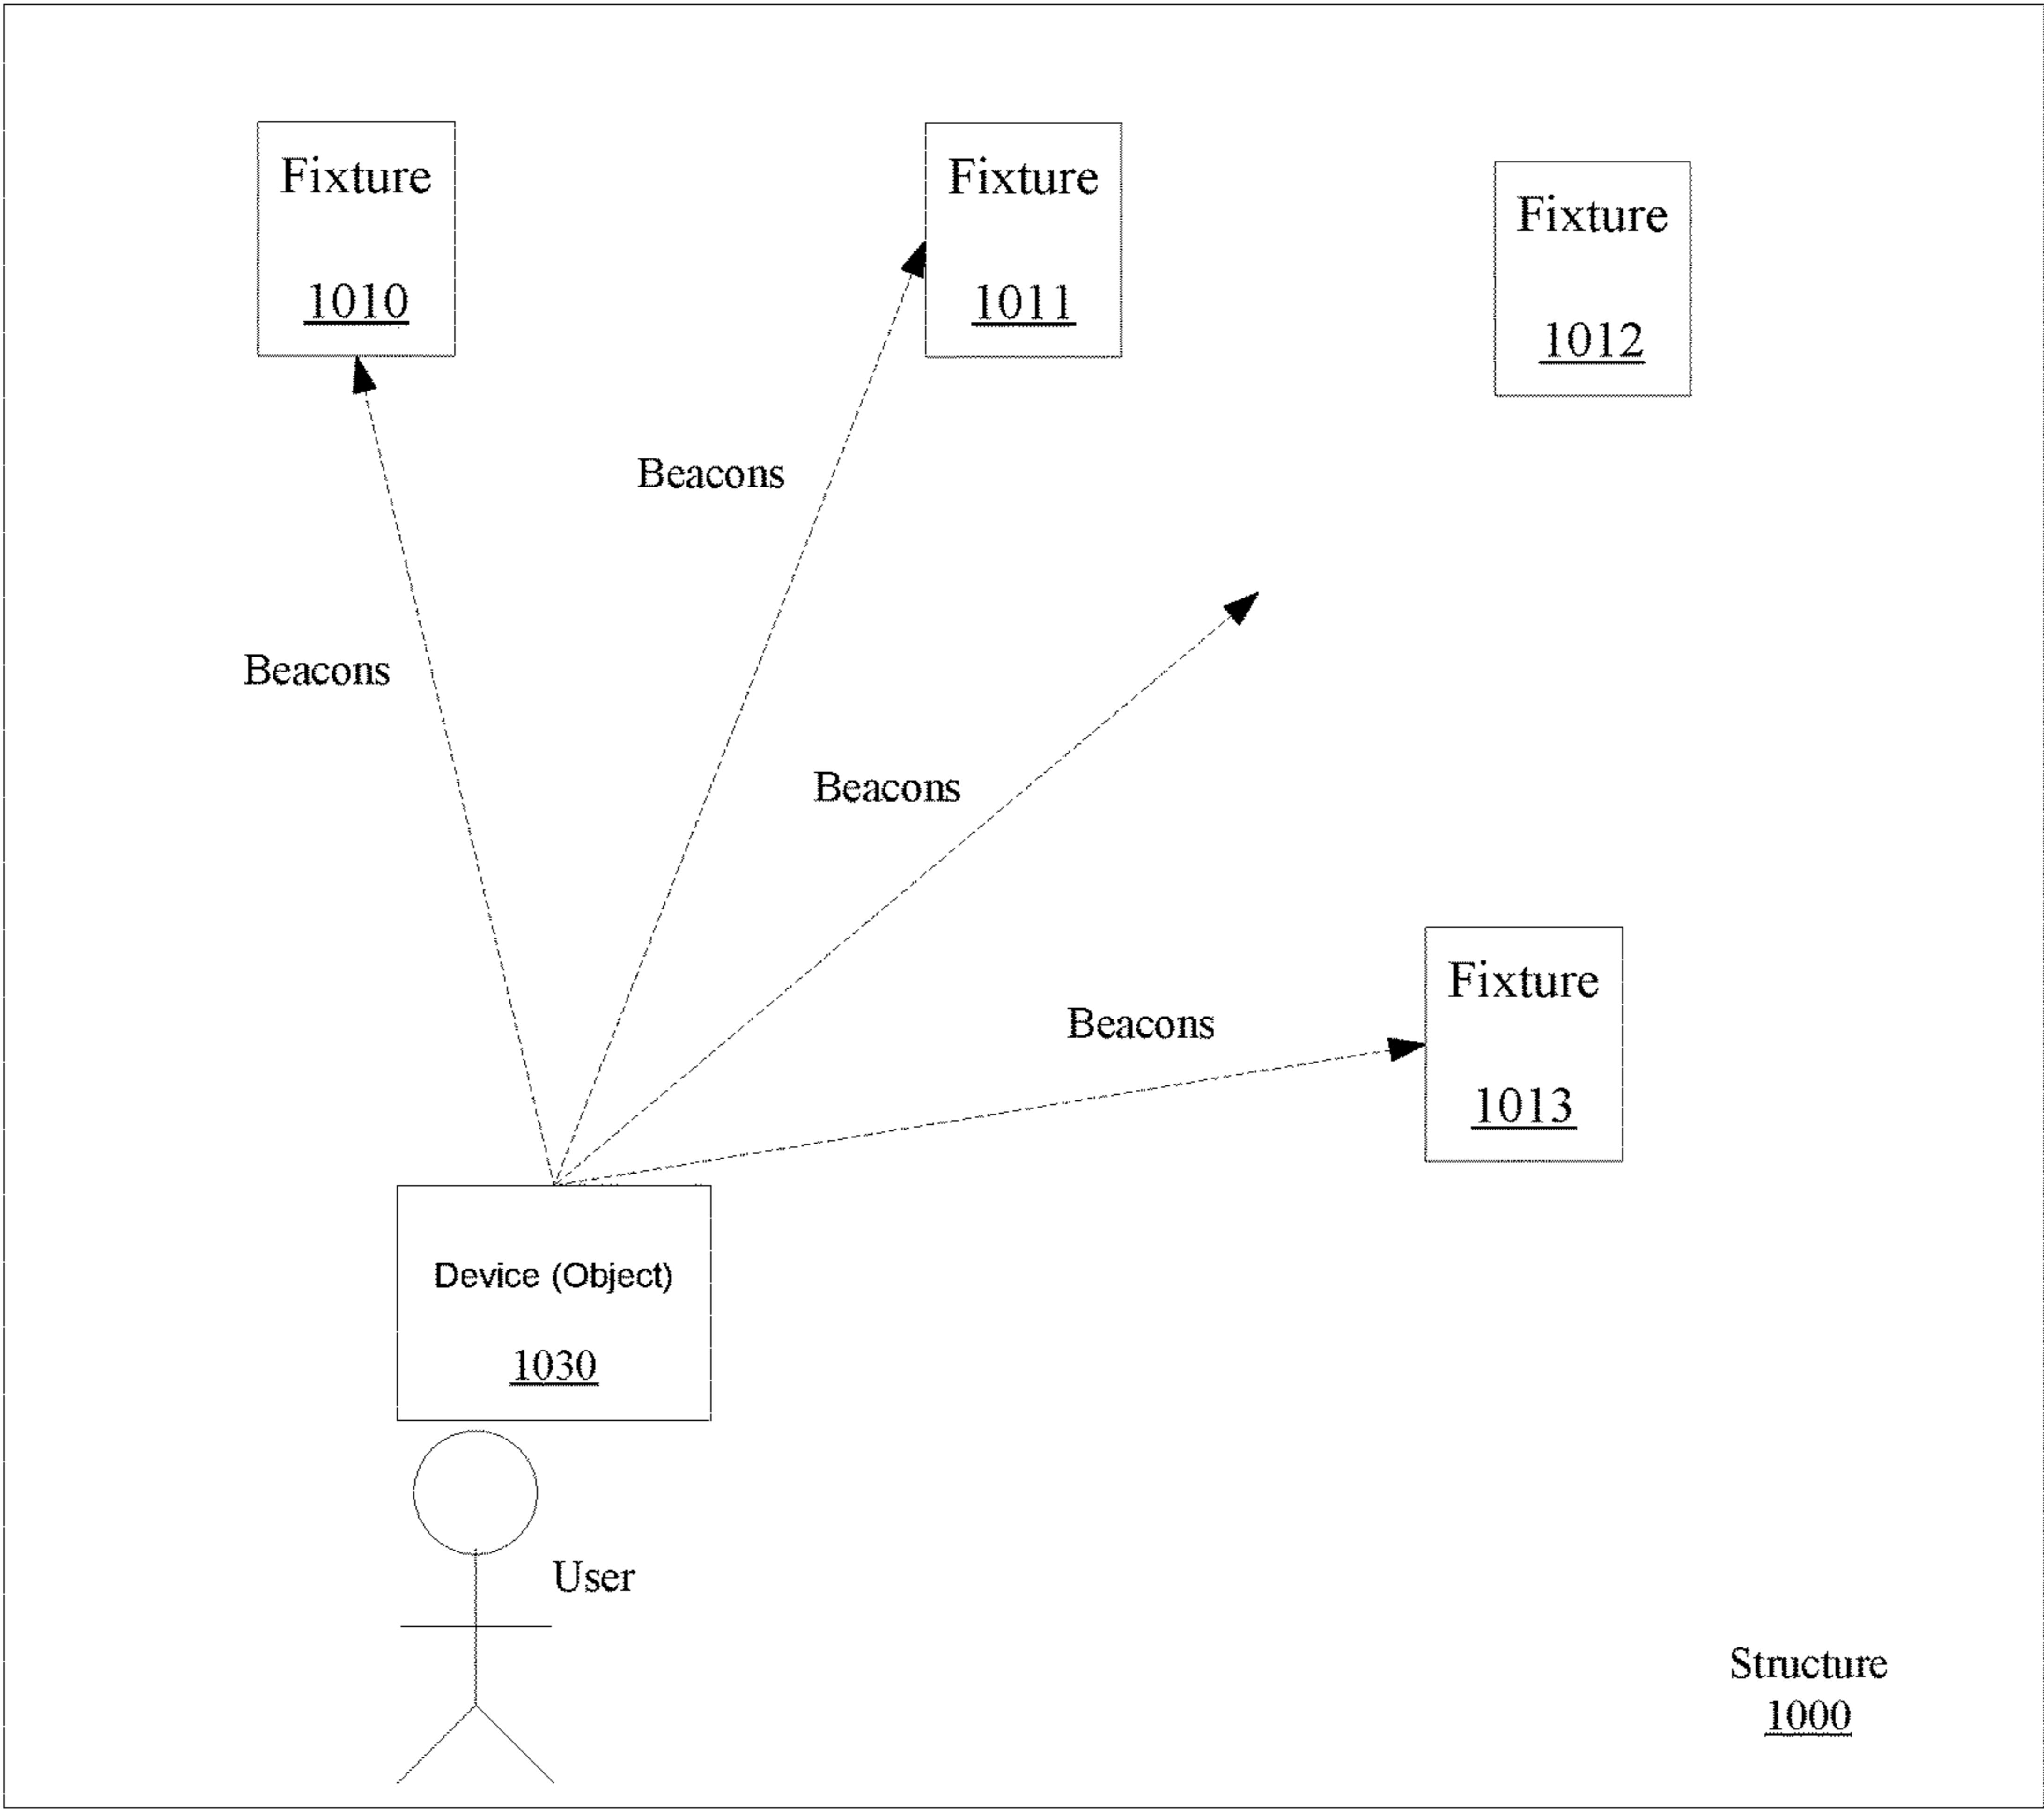 Fixture
1010
Fixture
1011
Fixture
1012
Beacons
Beacons
Beacons
Fixture
1013
Beacons
Device (Object)
1030
User
Structure
1000